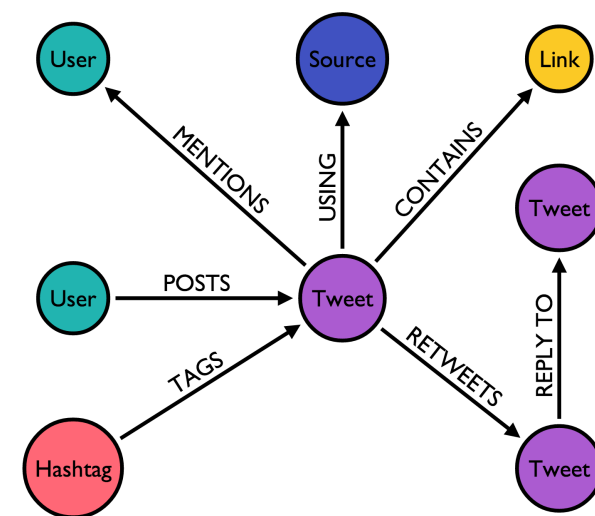 User
Source
Link
MENTIONS
USING
CONTAINS
Tweet
User
POSTS
Tweet
TAGS
RETWEETS
REPLY TO
Hashtag
Tweet